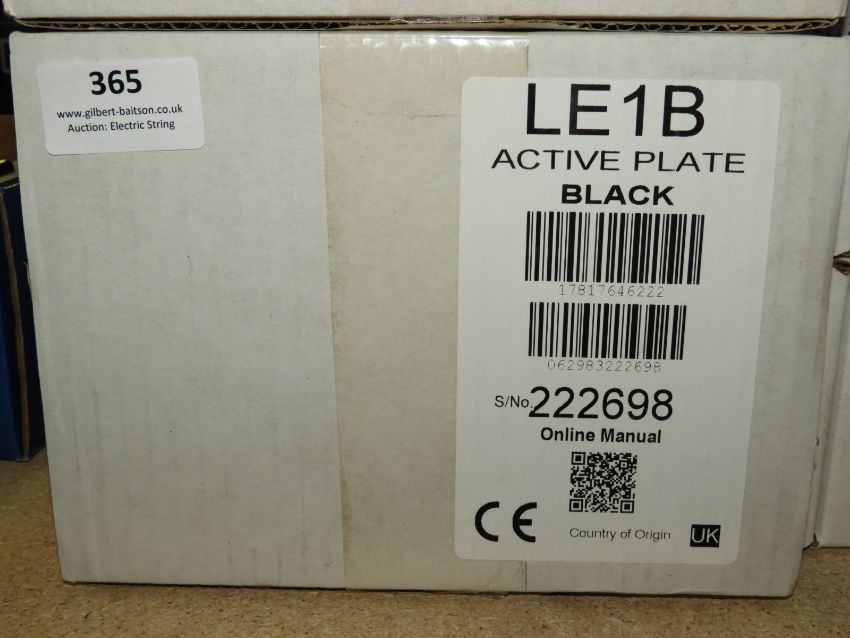 365
www.gilbert-baitson.co.uk
Auction: Electric String
LE1B
ACTIVE PLATE
BLACK
17817646222
062983222698
S/No. 222698
Online Manual
CE
Country of Origin UK